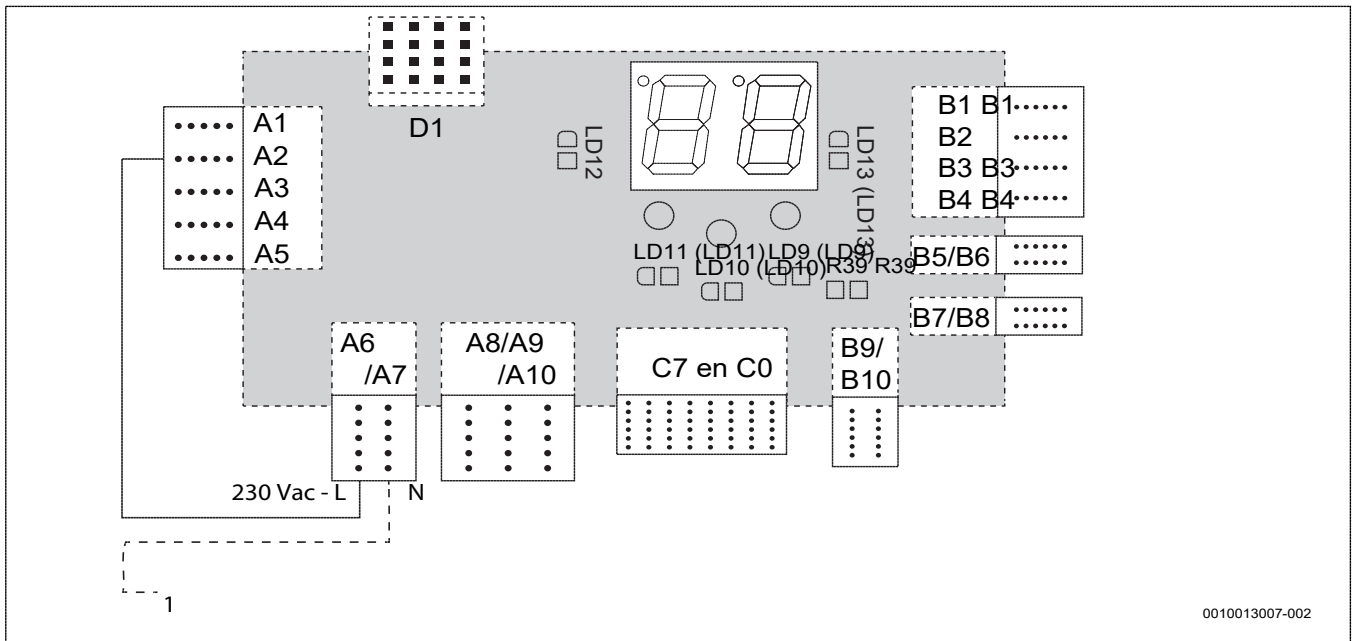 A1
A2
A3
A4
A5
D1
LD12
LD13 (LD13)
LD11 (LD11)
LD9 (LD9)
LD10 (LD10)
R39 R39
B1 B1
B2
B3 B3
B4 B4
B5/B6
B7/B8
A6
/A7
A8/A9
/A10
C7 en C0
B9/
B10
230 Vac - L
N
1
0010013007-002